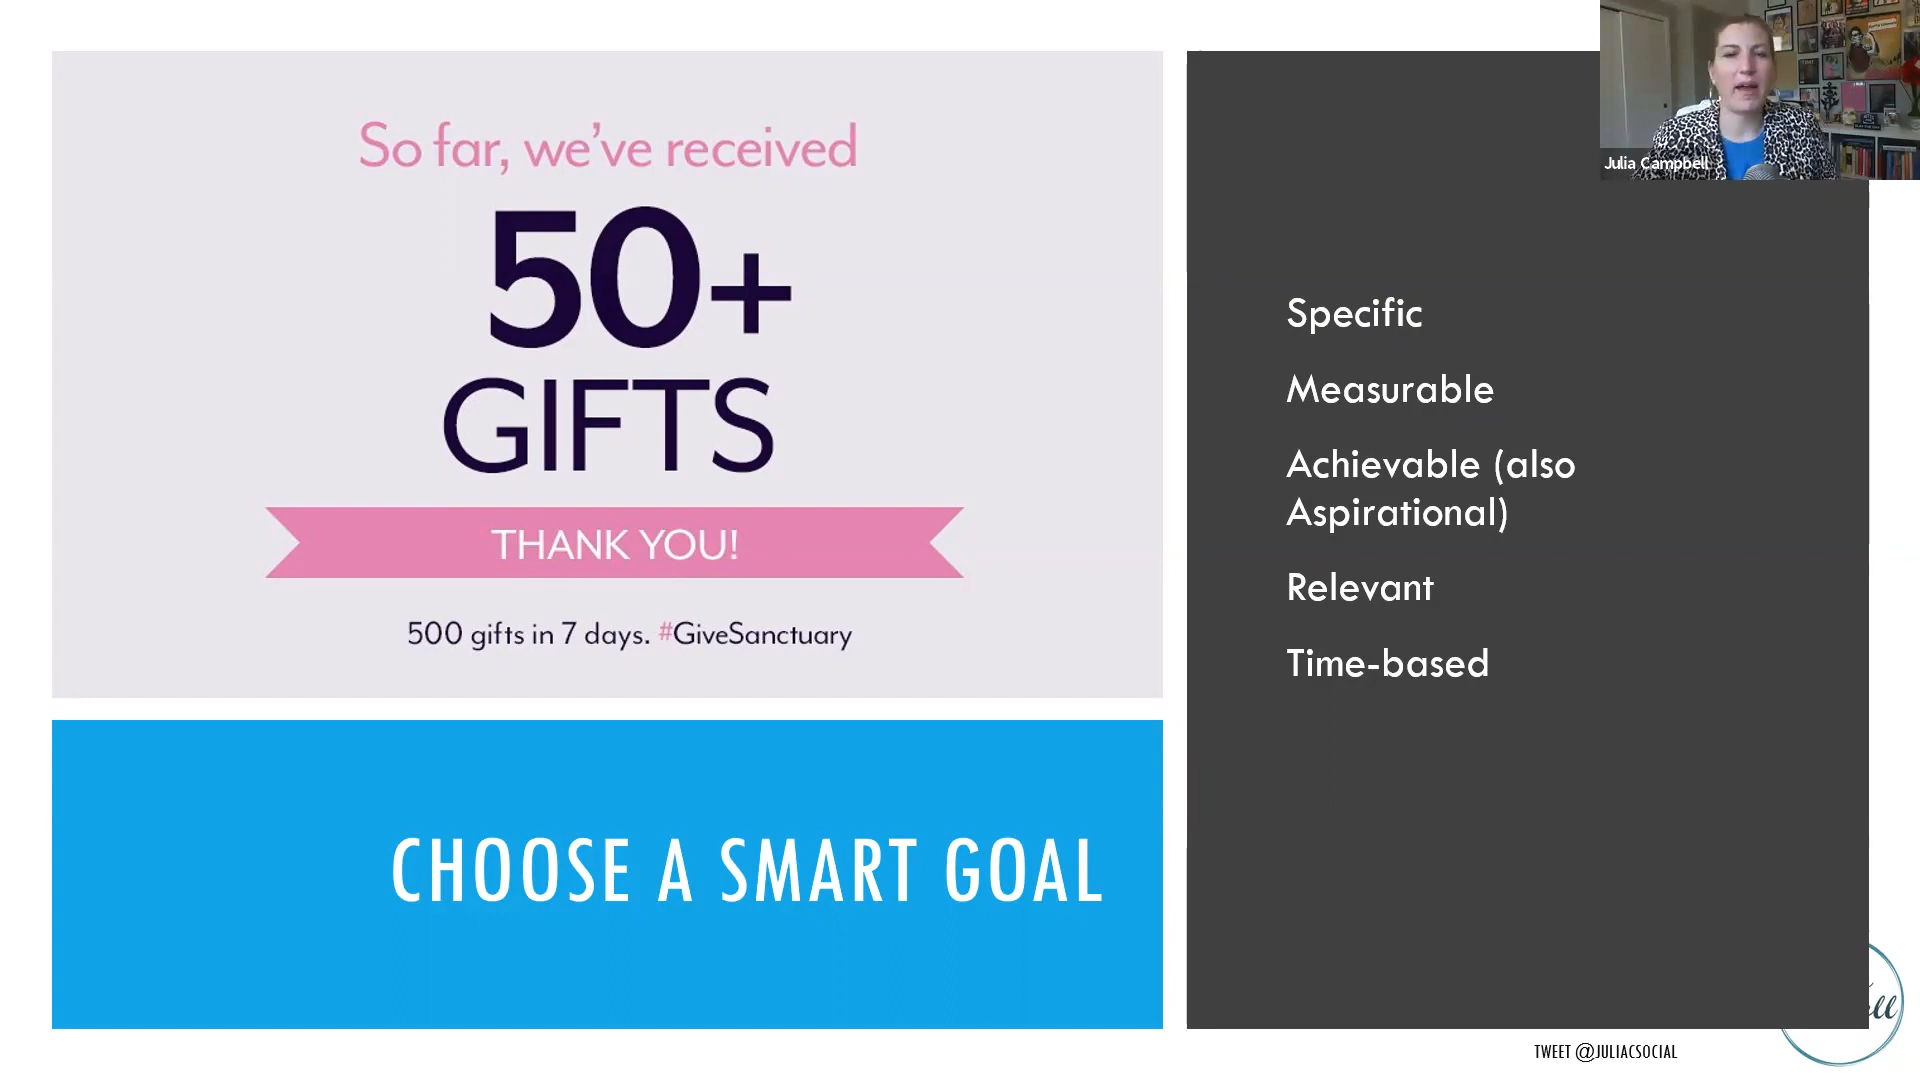 So far, we've received
50+
GIFTS
THANK YOU!
500 gifts in 7 days. #GiveSanctuary
CHOOSE A SMART GOAL
Julia Campbell
Specific
Measurable
Achievable (also
Aspirational)
Relevant
Time-based
TWEET @JULIACSOCIAL